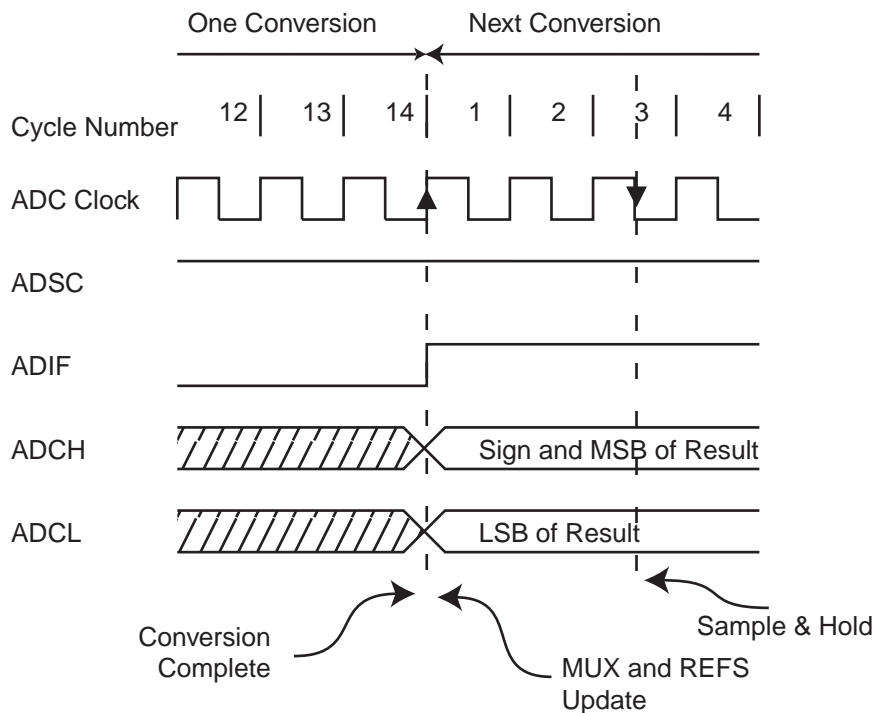 One Conversion Next Conversion
Cycle Number 12 13 14 1 2 3 4
ADC Clock
ADSC
ADIF
ADCH Sign and MSB of Result
ADCL LSB of Result
Conversion
Complete
MUX and REFS
Update
Sample & Hold